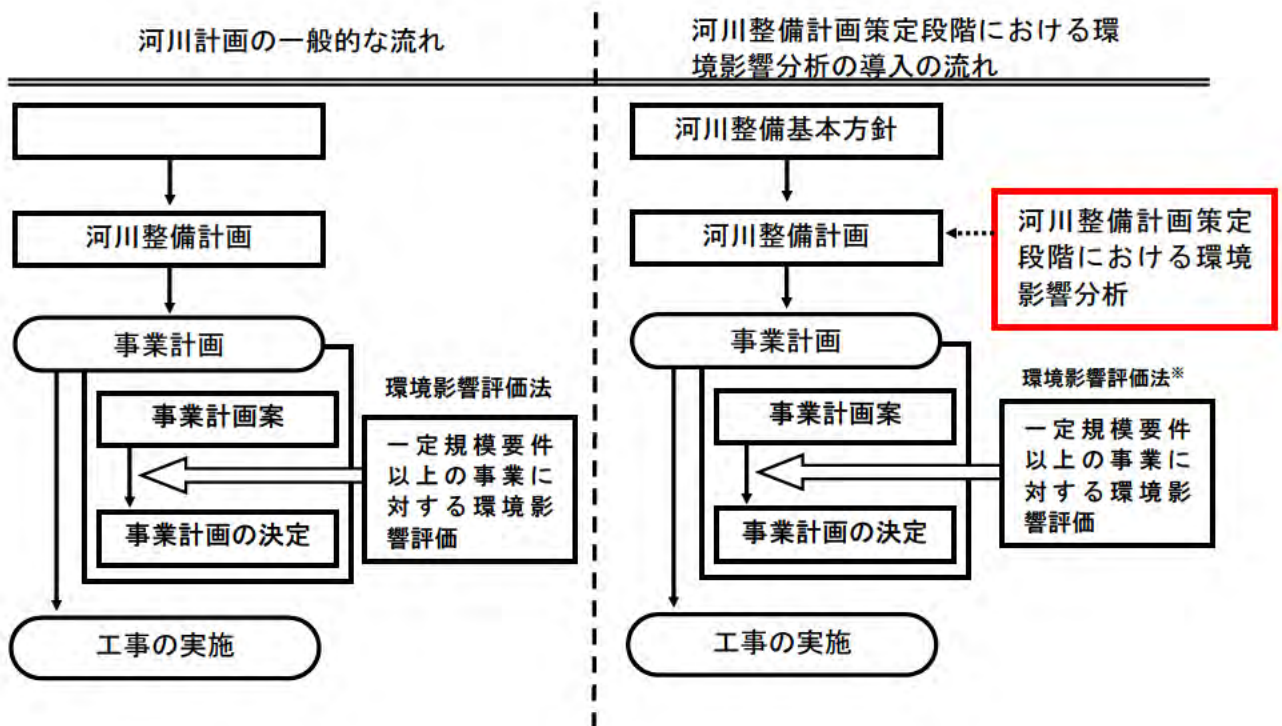 河川計画の一般的な流れ
河川整備計画
事業計画
事業計画案
事業計画の決定
環境影響評価法
一定規模要件
以上の事業に
対する環境影
響評価
工事の実施
河川整備計画策定段階における環
境影響分析の導入の流れ
河川整備基本方針
河川整備計画
河川整備計画策定
段階における環境
影響分析
事業計画
事業計画案
事業計画の決定
環境影響評価法※
一定規模要件
以上の事業に
対する環境影
響評価
工事の実施